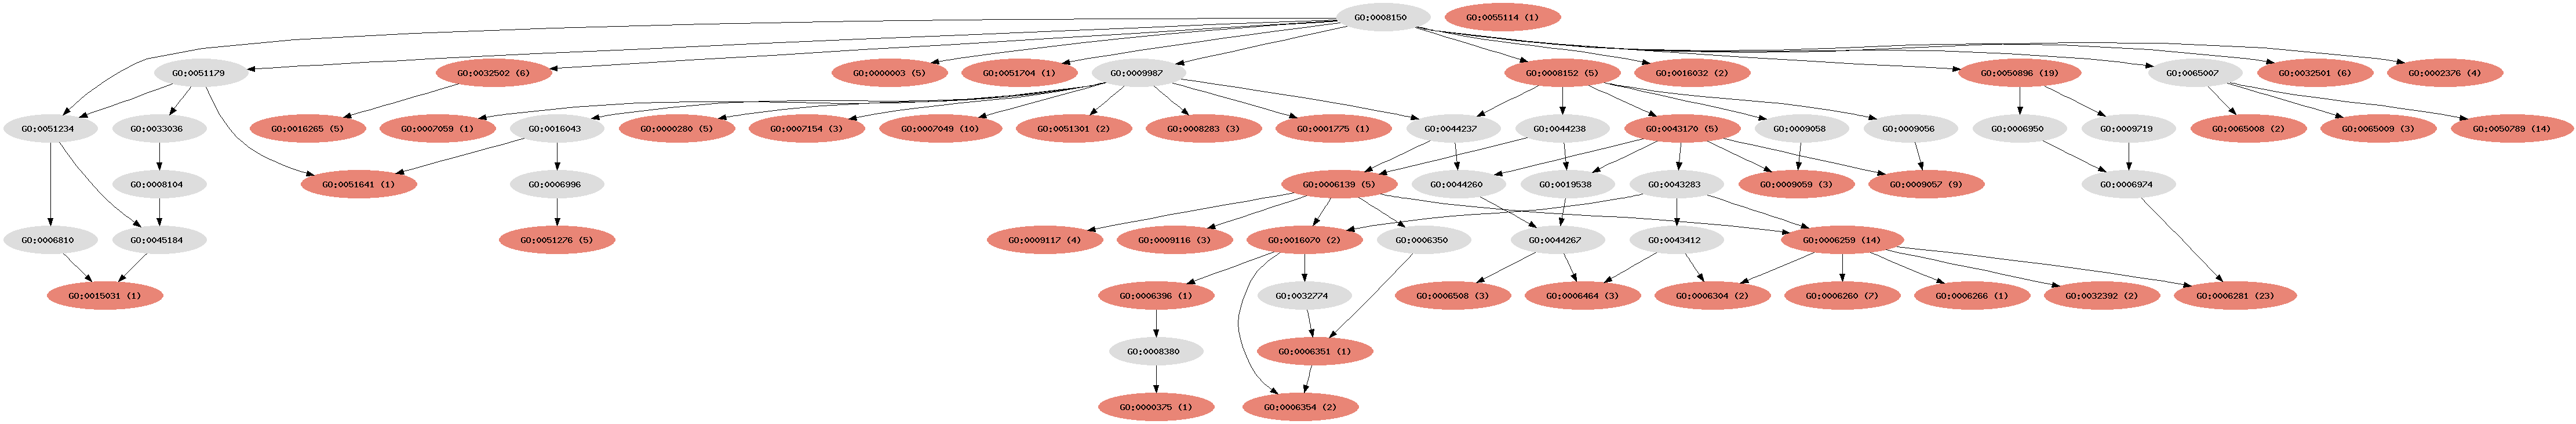 GO:0008150
GO:0055114 (1)
GO:0051179
GO:0032502 (6)
GO:0000003 (5)
GO:0051704 (1)
GO:0009987
GO:0008152 (5)
GO:0016032 (2)
GO:0050896 (19)
GO:0065007
GO:0032501 (6)
GO:0002376 (4)
GO:0051234
GO:0033036
GO:0016265 (5)
GO:0007059 (1)
GO:0016043
GO:0000280 (5)
GO:0007154 (3)
GO:0007049 (10)
GO:0051301 (2)
GO:0008283 (3)
GO:0001775 (1)
GO:0044237
GO:0044238
GO:0043170 (5)
GO:0009058
GO:0009056
GO:0006950
GO:0009719
GO:0065008 (2)
GO:0065009 (3)
GO:0050789 (14)
GO:0008104
GO:0051641 (1)
GO:0006996
GO:0006139 (5)
GO:0044260
GO:0019538
GO:0043283
GO:0009059 (3)
GO:0009057 (9)
GO:0006974
GO:0006810
GO:0045184
GO:0051276 (5)
GO:0009117 (4)
GO:0009116 (3)
GO:0016070 (2)
GO:0006350
GO:0044267
GO:0043412
GO:0006259 (14)
GO:0015031 (1)
GO:0006396 (1)
GO:0032774
GO:0006508 (3)
GO:0006464 (3)
GO:0006304 (2)
GO:0006260 (7)
GO:0006266 (1)
GO:0032392 (2)
GO:0006281 (23)
GO:0008380
GO:0006351 (1)
GO:0000375 (1)
GO:0006354 (2)